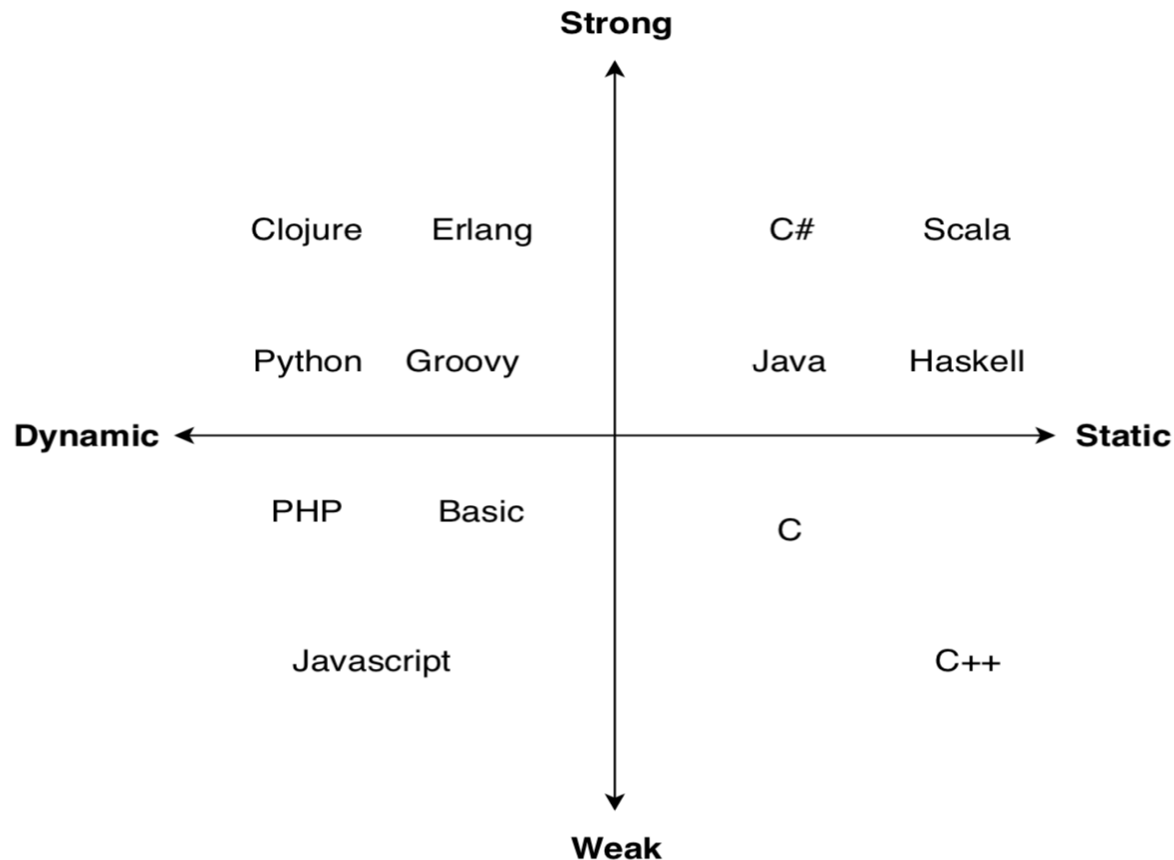 Strong
Clojure Erlang C# Scala
Python Groovy Java Haskell
Dynamic Static
PHP Basic C
Javascript C++
Weak